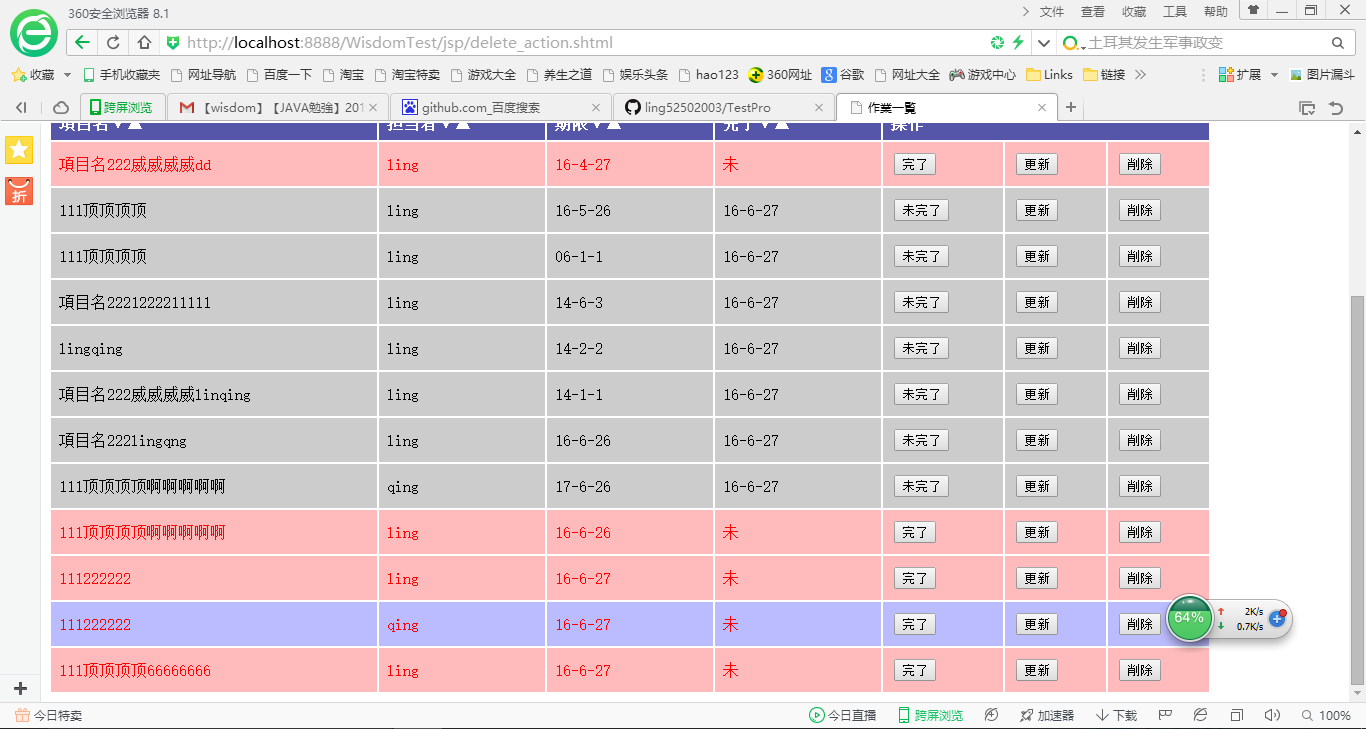 360安全浏览器 8.1
文件 查看 收藏 工具 帮助
http://localhost:8888/WisdomTest/jsp/delete_action.shtml
土耳其发生军事政变
收藏 手机收藏夹 网址导航 百度一下 淘宝 淘宝特卖 游戏大全 养生之道 娱乐头条 hao123 360网址 谷歌 网址大全 游戏中心 Links 链接 扩展 图片漏斗
跨屏浏览 【wisdom】【JAVA勉強】201 github.com_百度搜索 ling52502003/TestPro 作業一覧
項目名▼▲ 担当者▼▲ 期限▼▲ 完了▼▲ 操作
項目名222威威威威dd ling 16-4-27 未 完了 更新 削除
111顶顶顶顶 ling 16-5-26 16-6-27 未完了 更新 削除
111顶顶顶顶 ling 06-1-1 16-6-27 未完了 更新 削除
項目名2221222211111 ling 14-6-3 16-6-27 未完了 更新 削除
lingqing ling 14-2-2 16-6-27 未完了 更新 削除
項目名222威威威威linqing ling 14-1-1 16-6-27 未完了 更新 削除
項目名222lingqng ling 16-6-26 16-6-27 未完了 更新 削除
111顶顶顶顶啊啊啊啊啊 qing 17-6-26 16-6-27 未完了 更新 削除
111顶顶顶顶啊啊啊啊啊 ling 16-6-26 未 完了 更新 削除
111222222 ling 16-6-27 未 完了 更新 削除
111222222 qing 16-6-27 未 完了 更新 削除
64% 2K/s
0.7K/s
111顶顶顶顶66666666 ling 16-6-27 未 完了 更新 削除
折
今日特卖 今日直播 跨屏浏览 加速器 下载 100%